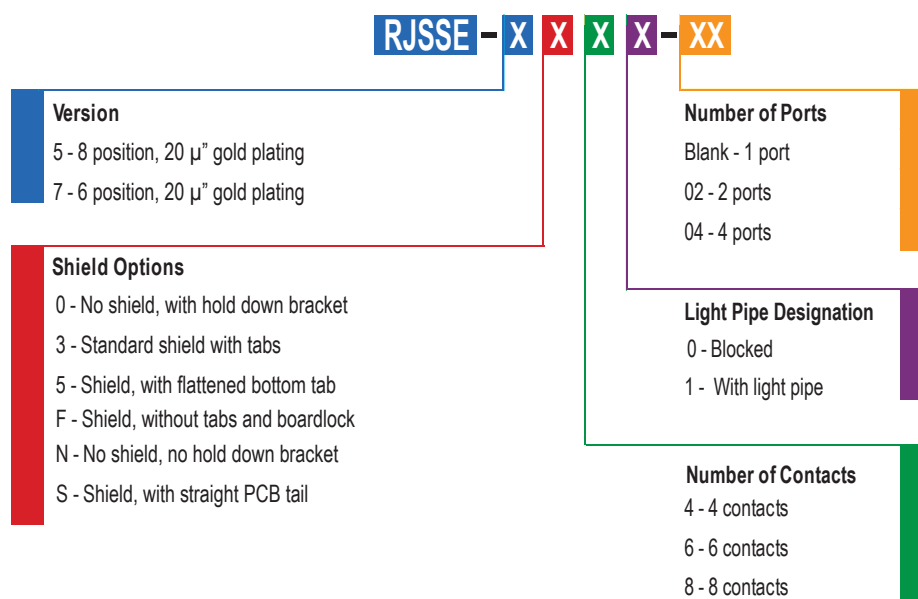 RJSSE - X X X X - XX
Version
5 - 8 position, 20 µ” gold plating
7 - 6 position, 20 µ” gold plating
Shield Options
0 - No shield, with hold down bracket
3 - Standard shield with tabs
5 - Shield, with flattened bottom tab
F - Shield, without tabs and boardlock
N - No shield, no hold down bracket
S - Shield, with straight PCB tail
Number of Ports
Blank - 1 port
02 - 2 ports
04 - 4 ports
Light Pipe Designation
0 - Blocked
1 - With light pipe
Number of Contacts
4 - 4 contacts
6 - 6 contacts
8 - 8 contacts